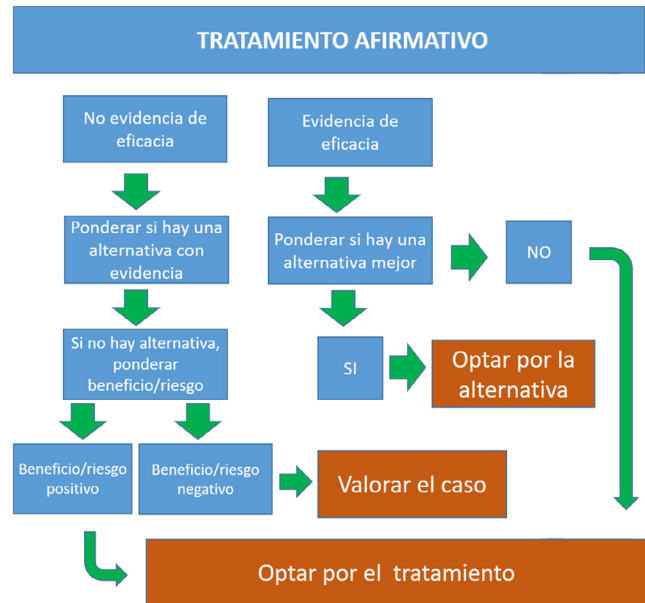 TRATAMIENTO AFIRMATIVO
No evidencia de
eficacia
Evidencia de
eficacia
Ponderar si hay una
alternativa con
evidencia
Ponderar si hay una
alternativa mejor
NO
Si no hay alternativa,
ponderar
beneficio/riesgo
SI
Optar por la
alternativa
Beneficio/riesgo
positivo
Beneficio/riesgo
negativo
Valorar el caso
Optar por el tratamiento